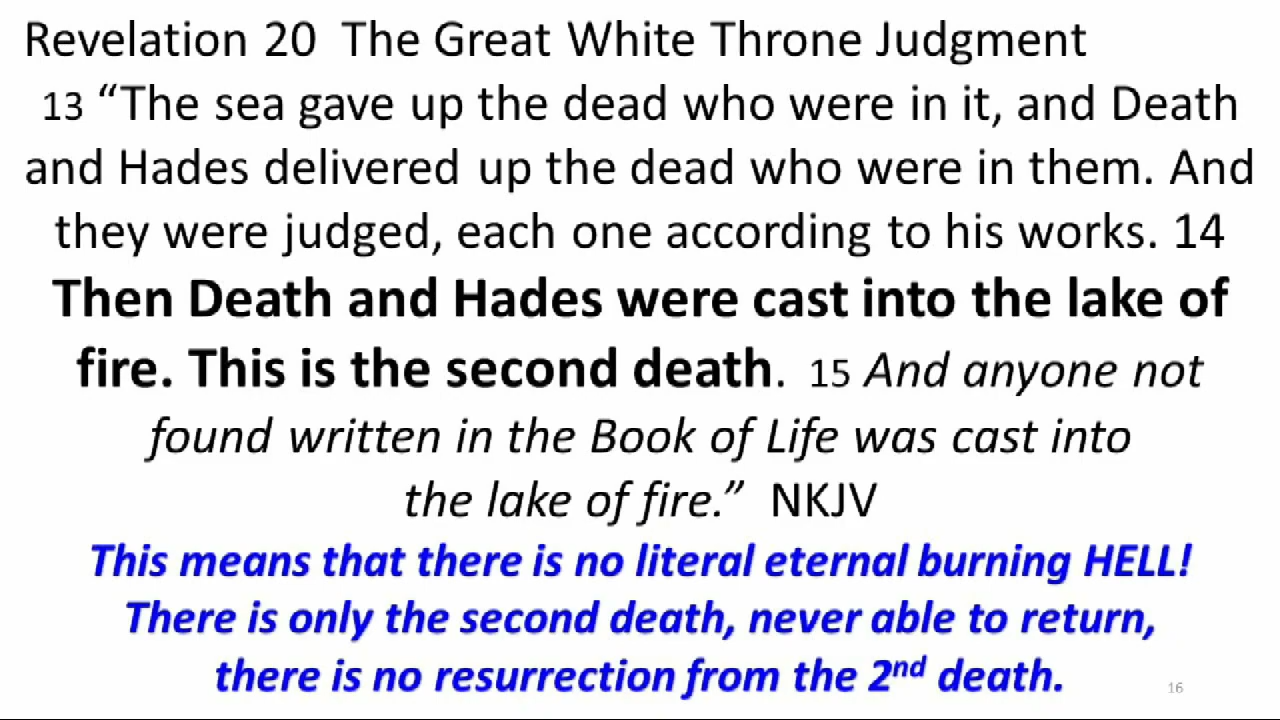 Revelation 20  The Great White Throne Judgment
13 “The sea gave up the dead who were in it, and Death
and Hades delivered up the dead who were in them. And
they were judged, each one according to his works. 14
Then Death and Hades were cast into the lake of
fire. This is the second death.  15 And anyone not
found written in the Book of Life was cast into
the lake of fire.”  NKJV
This means that there is no literal eternal burning HELL!
There is only the second death, never able to return,
there is no resurrection from the 2nd death.
16